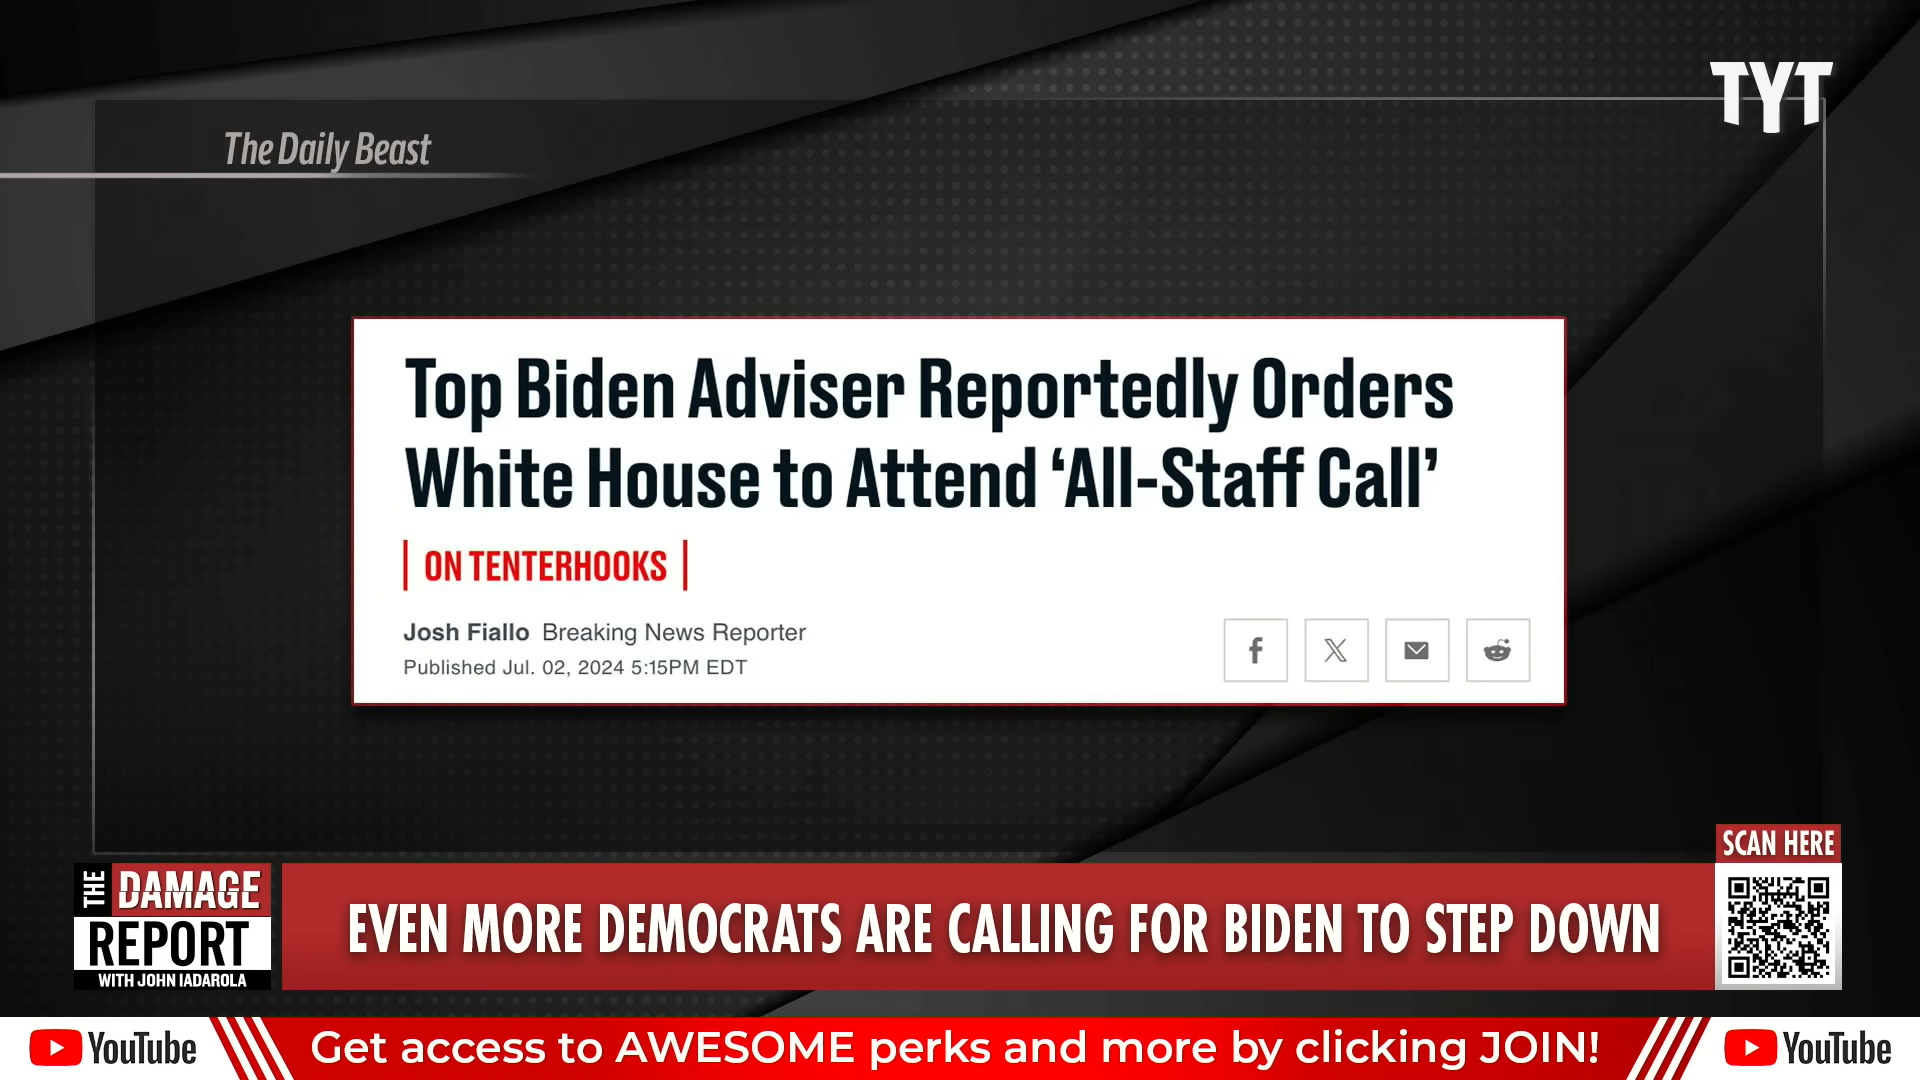 TYT
The Daily Beast
Top Biden Adviser Reportedly Orders
White House to Attend ‘All-Staff Call’
ON TENTERHOOKS
Josh Fiallo Breaking News Reporter
Published Jul. 02, 2024 5:15PM EDT
SCAN HERE
THE DAMAGE
REPORT
WITH JOHN IADAROLA
EVEN MORE DEMOCRATS ARE CALLING FOR BIDEN TO STEP DOWN
YouTube
Get access to AWESOME perks and more by clicking JOIN!
YouTube